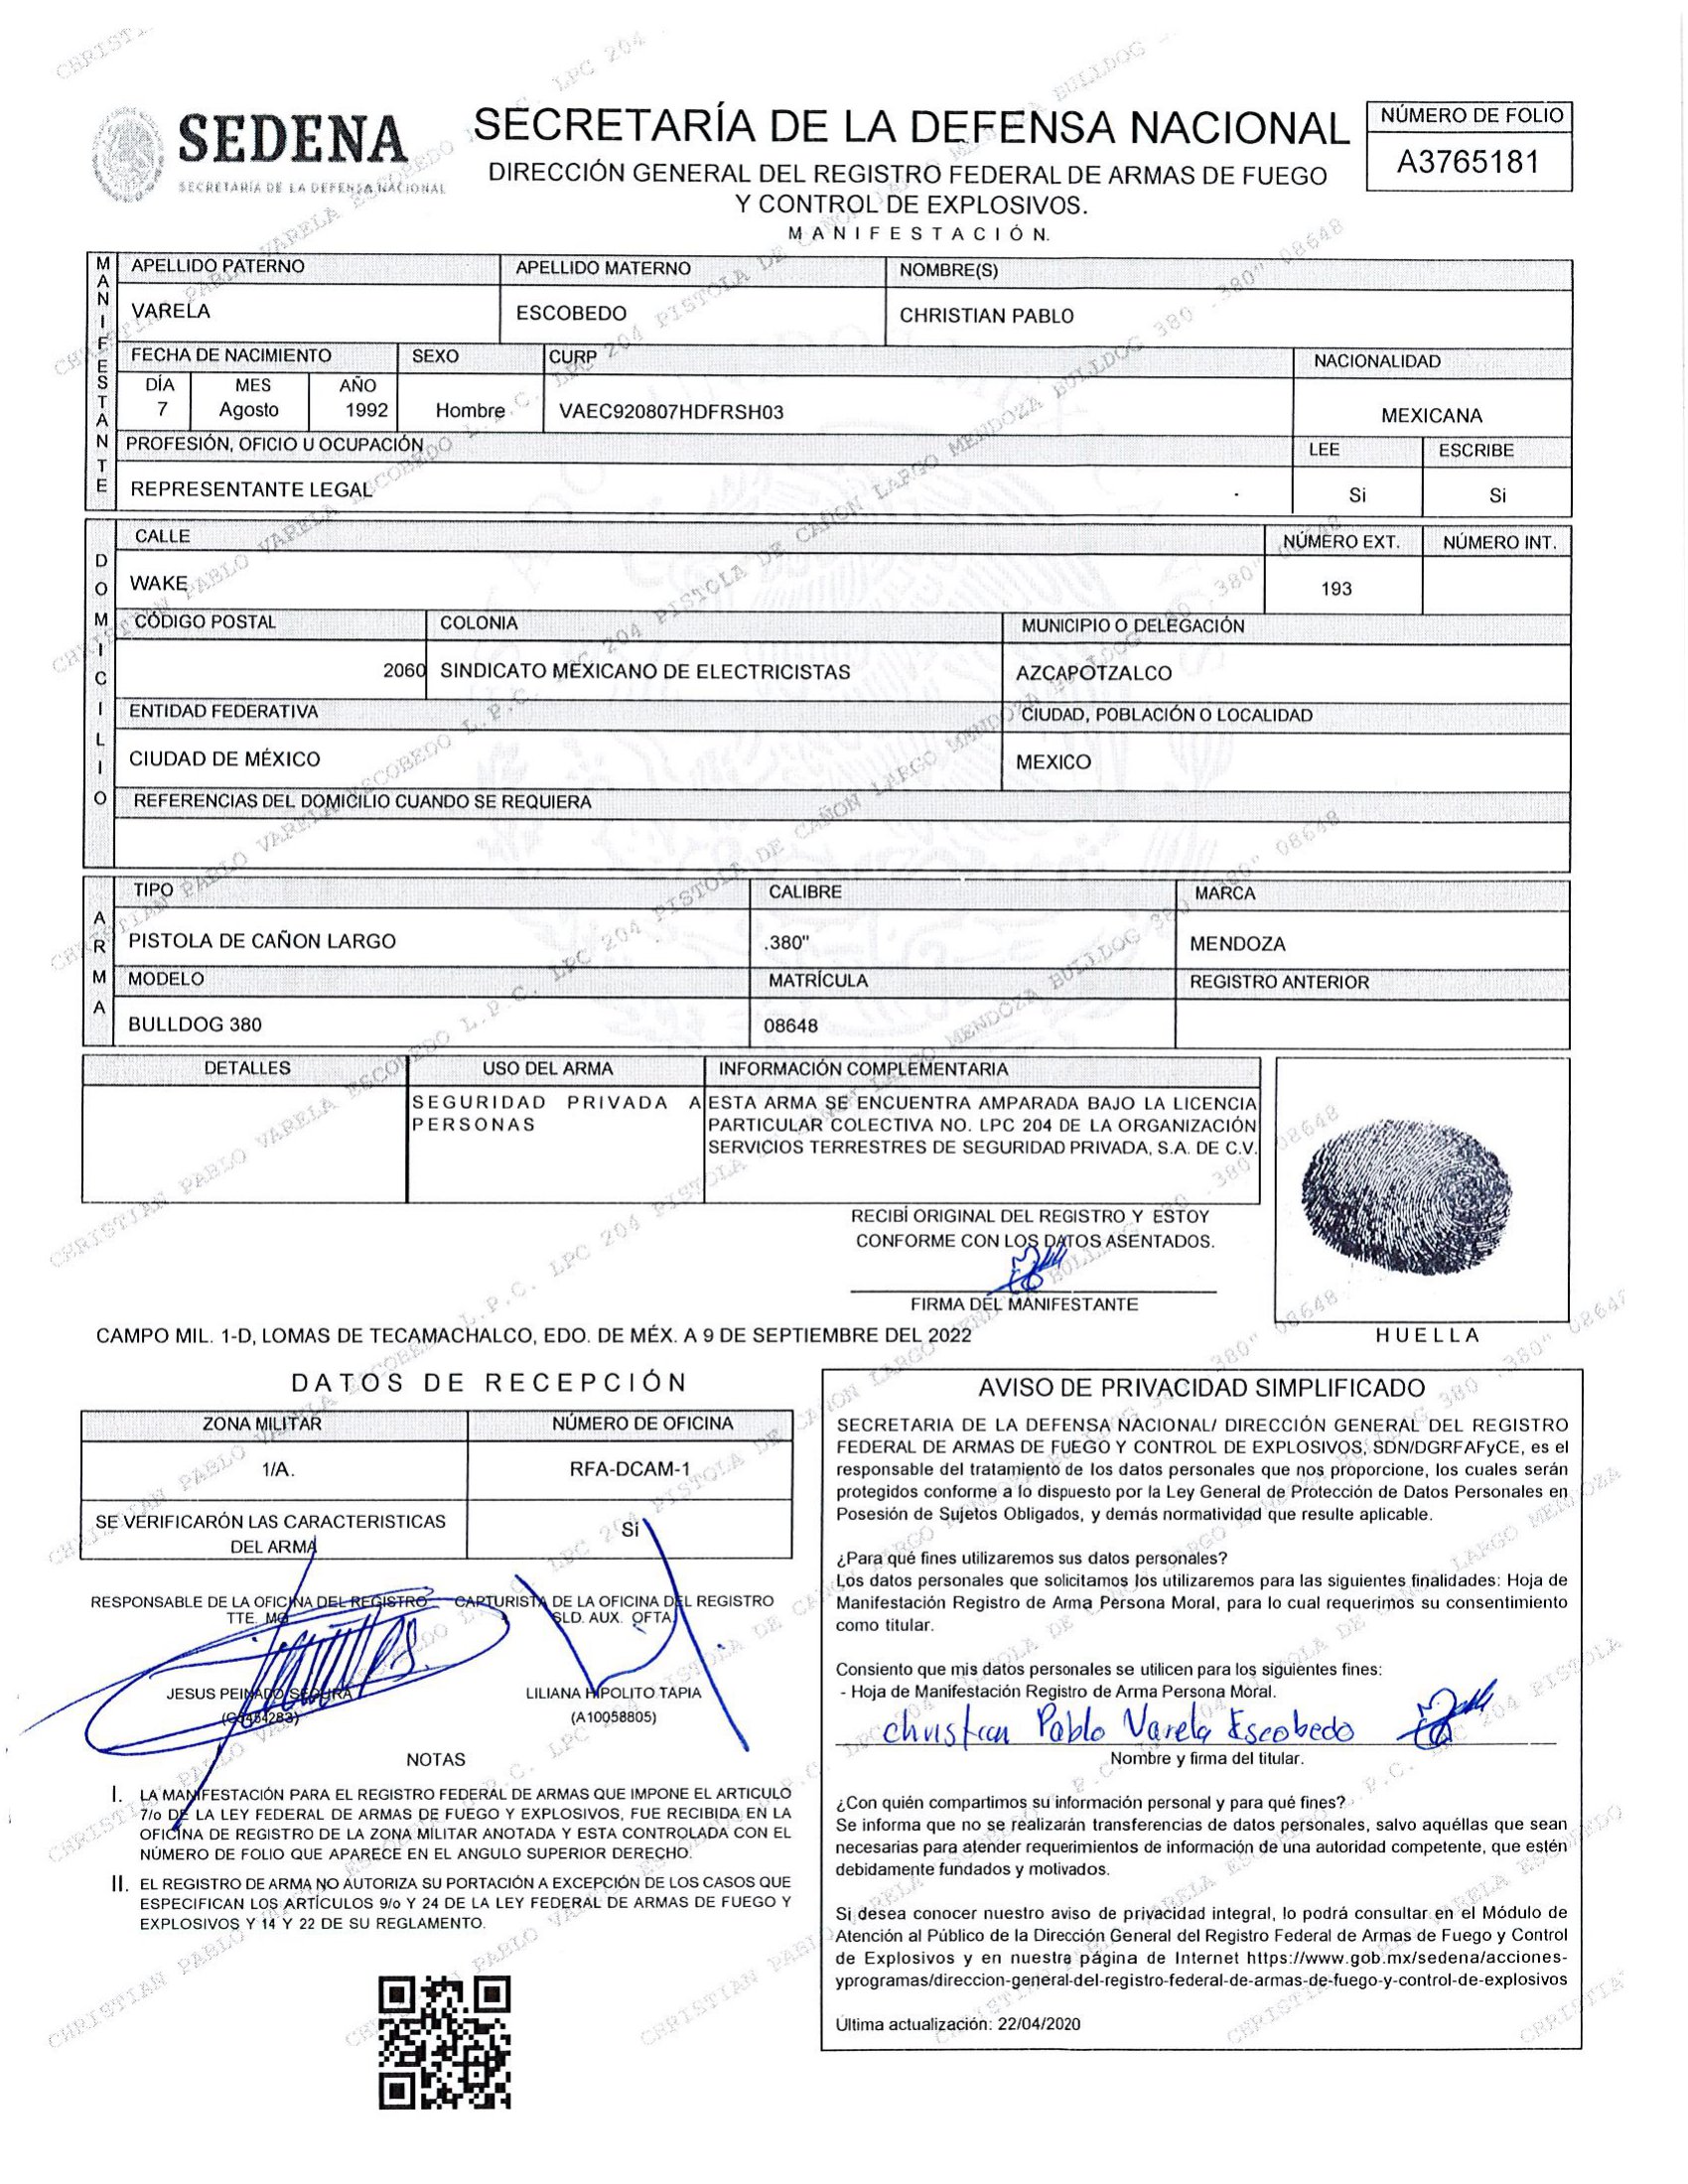 SEDENA
SECRETARÍA DE LA DEFENSA NACIONAL
SECRETARÍA DE LA DEFENSA NACIONAL
DIRECCIÓN GENERAL DEL REGISTRO FEDERAL DE ARMAS DE FUEGO
Y CONTROL DE EXPLOSIVOS.
MANIFESTACIÓN.
NÚMERO DE FOLIO
A3765181
MANIFESTANTE
APELLIDO PATERNO APELLIDO MATERNO NOMBRE(S)
VARELA ESCOBEDO CHRISTIAN PABLO
FECHA DE NACIMIENTO SEXO CURP NACIONALIDAD
DÍA MES AÑO
7 Agosto 1992 Hombre VAEC920807HDFRSH03 MEXICANA
PROFESIÓN, OFICIO U OCUPACIÓN LEE ESCRIBE
REPRESENTANTE LEGAL Si Si
DOMICILIO
CALLE NÚMERO EXT. NÚMERO INT.
WAKE 193
CÓDIGO POSTAL COLONIA MUNICIPIO O DELEGACIÓN
2060 SINDICATO MEXICANO DE ELECTRICISTAS AZCAPOTZALCO
ENTIDAD FEDERATIVA CIUDAD, POBLACIÓN O LOCALIDAD
CIUDAD DE MÉXICO MEXICO
REFERENCIAS DEL DOMICILIO CUANDO SE REQUIERA
ARMA
TIPO CALIBRE MARCA
PISTOLA DE CAÑON LARGO .380" MENDOZA
MODELO MATRÍCULA REGISTRO ANTERIOR
BULLDOG 380 08648
DETALLES USO DEL ARMA INFORMACIÓN COMPLEMENTARIA
SEGURIDAD PRIVADA A PERSONAS
ESTA ARMA SE ENCUENTRA AMPARADA BAJO LA LICENCIA
PARTICULAR COLECTIVA NO. LPC 204 DE LA ORGANIZACIÓN
SERVICIOS TERRESTRES DE SEGURIDAD PRIVADA, S.A. DE C.V.
RECIBÍ ORIGINAL DEL REGISTRO Y ESTOY
CONFORME CON LOS DATOS ASENTADOS.
FIRMA DEL MANIFESTANTE
HUELLA
CAMPO MIL. 1-D, LOMAS DE TECAMACHALCO, EDO. DE MÉX. A 9 DE SEPTIEMBRE DEL 2022
DATOS DE RECEPCIÓN
ZONA MILITAR NÚMERO DE OFICINA
1/A. RFA-DCAM-1
SE VERIFICARÓN LAS CARACTERISTICAS
DEL ARMA
Si
RESPONSABLE DE LA OFICINA DEL REGISTRO CAPTURISTA DE LA OFICINA DEL REGISTRO
TTE. SLD. AUX. OFTA.
JESUS PEINADO SEGURA LILIANA HIPOLITO TAPIA
(A10058805)
NOTAS
I. LA MANIFESTACIÓN PARA EL REGISTRO FEDERAL DE ARMAS QUE IMPONE EL ARTICULO
7/o DE LA LEY FEDERAL DE ARMAS DE FUEGO Y EXPLOSIVOS, FUE RECIBIDA EN LA
OFICINA DE REGISTRO DE LA ZONA MILITAR ANOTADA Y ESTA CONTROLADA CON EL
NÚMERO DE FOLIO QUE APARECE EN EL ANGULO SUPERIOR DERECHO.
II. EL REGISTRO DE ARMA NO AUTORIZA SU PORTACIÓN A EXCEPCIÓN DE LOS CASOS QUE
ESPECIFICAN LOS ARTÍCULOS 9/o Y 24 DE LA LEY FEDERAL DE ARMAS DE FUEGO Y
EXPLOSIVOS Y 14 Y 22 DE SU REGLAMENTO.
AVISO DE PRIVACIDAD SIMPLIFICADO
SECRETARIA DE LA DEFENSA NACIONAL/ DIRECCIÓN GENERAL DEL REGISTRO
FEDERAL DE ARMAS DE FUEGO Y CONTROL DE EXPLOSIVOS, SDN/DGRFAFyCE, es el
responsable del tratamiento de los datos personales que nos proporcione, los cuales serán
protegidos conforme a lo dispuesto por la Ley General de Protección de Datos Personales en
Posesión de Sujetos Obligados, y demás normatividad que resulte aplicable.
¿Para qué fines utilizaremos sus datos personales?
Los datos personales que solicitamos los utilizaremos para las siguientes finalidades: Hoja de
Manifestación Registro de Arma Persona Moral, para lo cual requerimos su consentimiento
como titular.
Consiento que mis datos personales se utilicen para los siguientes fines:
- Hoja de Manifestación Registro de Arma Persona Moral.
Christian Pablo Varela Escobedo
Nombre y firma del titular.
¿Con quién compartimos su información personal y para qué fines?
Se informa que no se realizarán transferencias de datos personales, salvo aquéllas que sean
necesarias para atender requerimientos de información de una autoridad competente, que estén
debidamente fundados y motivados.
Si desea conocer nuestro aviso de privacidad integral, lo podrá consultar en el Módulo de
Atención al Público de la Dirección General del Registro Federal de Armas de Fuego y Control
de Explosivos y en nuestra página de Internet https://www.gob.mx/sedena/acciones-
yprogramas/direccion-general-del-registro-federal-de-armas-de-fuego-y-control-de-explosivos
Última actualización: 22/04/2020